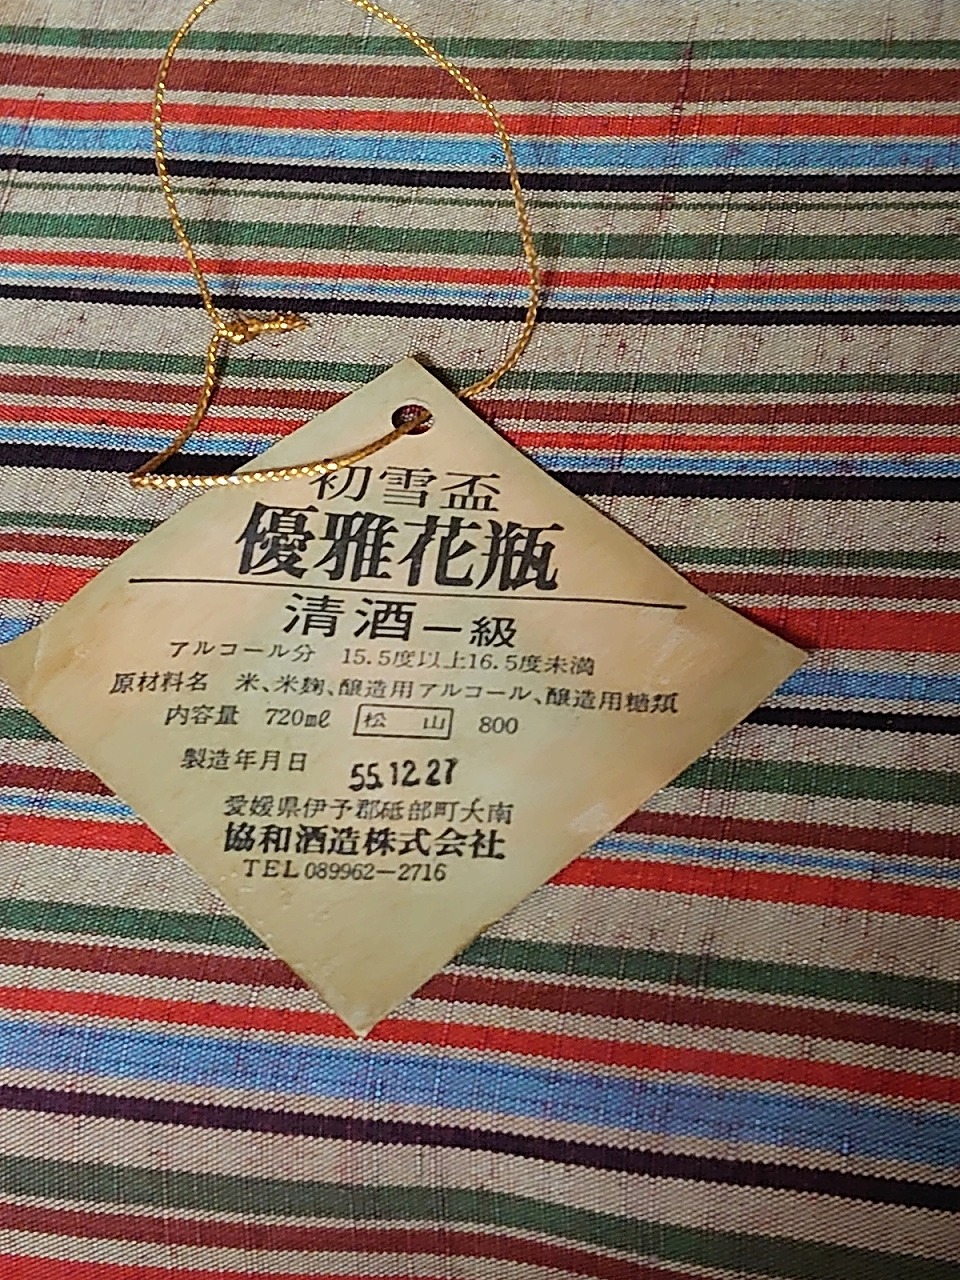 初雪盃
優雅花瓶
清酒一級
アルコール分 15.5度以上16.5度未満
原材料名 米、米麹、醸造用アルコール、醸造用糖類
内容量 720mℓ 松山 800
製造年月日 55.12.27
愛媛県伊予郡砥部町大南
協和酒造株式会社
TEL 089962-2716